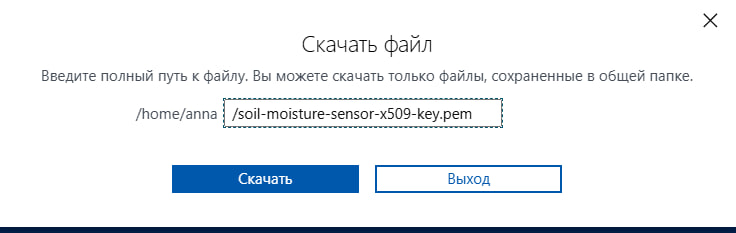 Скачать файл
Введите полный путь к файлу. Вы можете скачать только файлы, сохраненные в общей папке.
/home/anna /soil-moisture-sensor-x509-key.pem
Скачать Выход